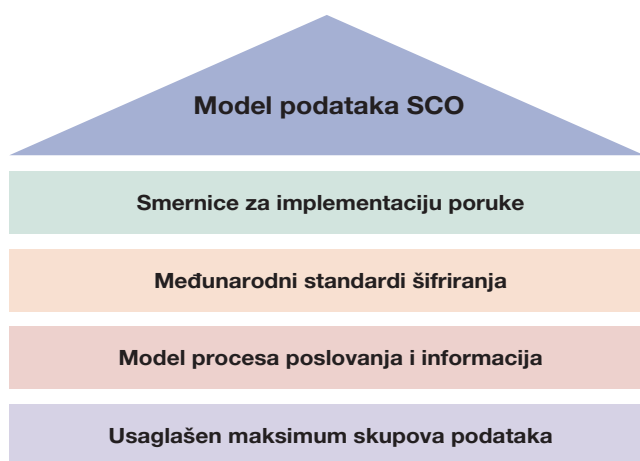 Model podataka SCO
Smernice za implementaciju poruke
Međunarodni standardi šifriranja
Model procesa poslovanja i informacija
Usaglašen maksimum skupova podataka